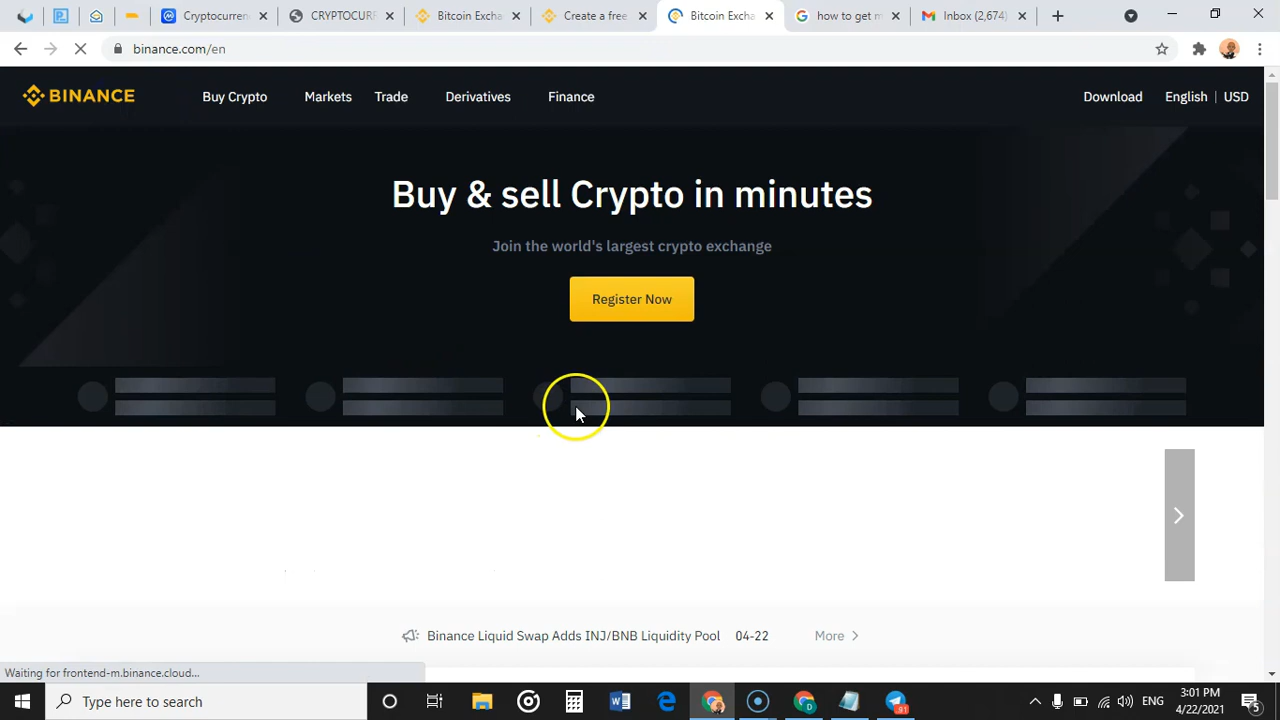 Cryptocurren
CRYPTOCURR
Bitcoin Excha
Create a free
Bitcoin Excha
how to get m
Inbox (2,674)
binance.com/en
BINANCE
Buy Crypto
Markets
Trade
Derivatives
Finance
Download
English | USD
Buy & sell Crypto in minutes
Join the world's largest crypto exchange
Register Now
Binance Liquid Swap Adds INJ/BNB Liquidity Pool 04-22 More
Waiting for frontend-m.binance.cloud...
Type here to search
91
ENG
3:01 PM
4/22/2021
5